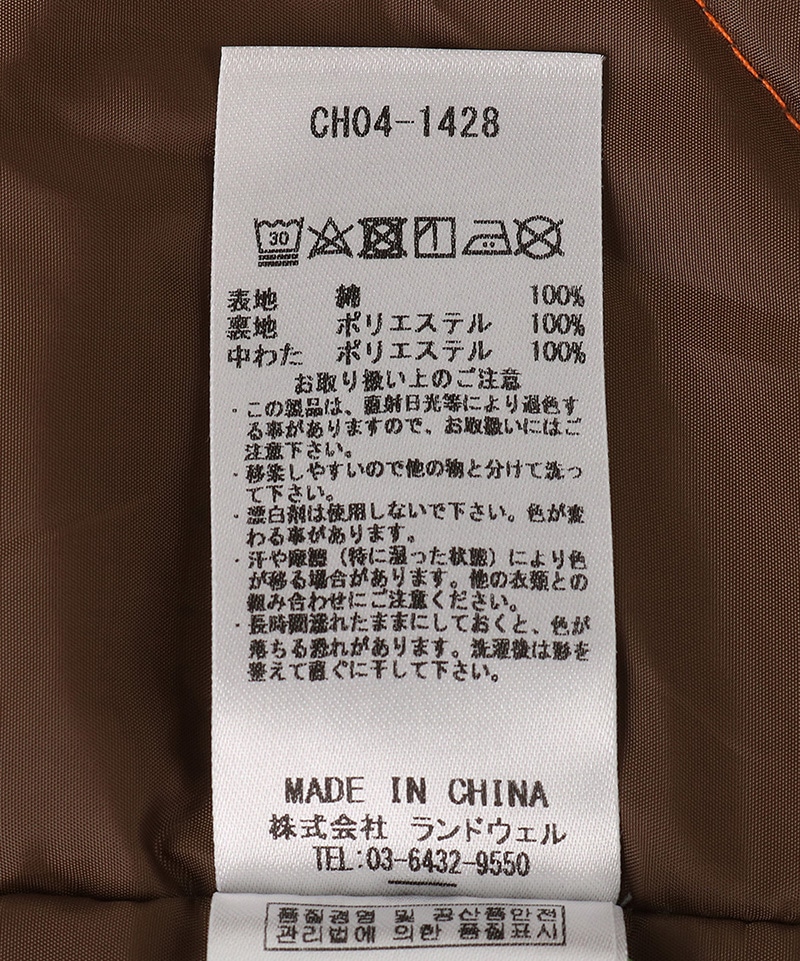 CH04-1428
30
表地 綿 100%
裏地 ポリエステル 100%
中わた ポリエステル 100%
お取り扱い上のご注意
・この製品は、直射日光等により退色す
る事がありますので、お取扱いにはご
注意下さい。
・移染しやすいので他の物と分けて洗っ
て下さい。
・漂白剤は使用しないで下さい。色が変
わる事があります。
・汗や摩擦（特に湿った状態）により色
が移る場合があります。他の衣類との
組み合わせにご注意ください。
・長時間濡れたままにしておくと、色が
落ちる恐れがあります。洗濯後は形を
整えて直ぐに干して下さい。
MADE IN CHINA
株式会社 ランドウェル
TEL:03-6432-9550
품질경영 및 공산품안전
관리법에 의한 품질표시